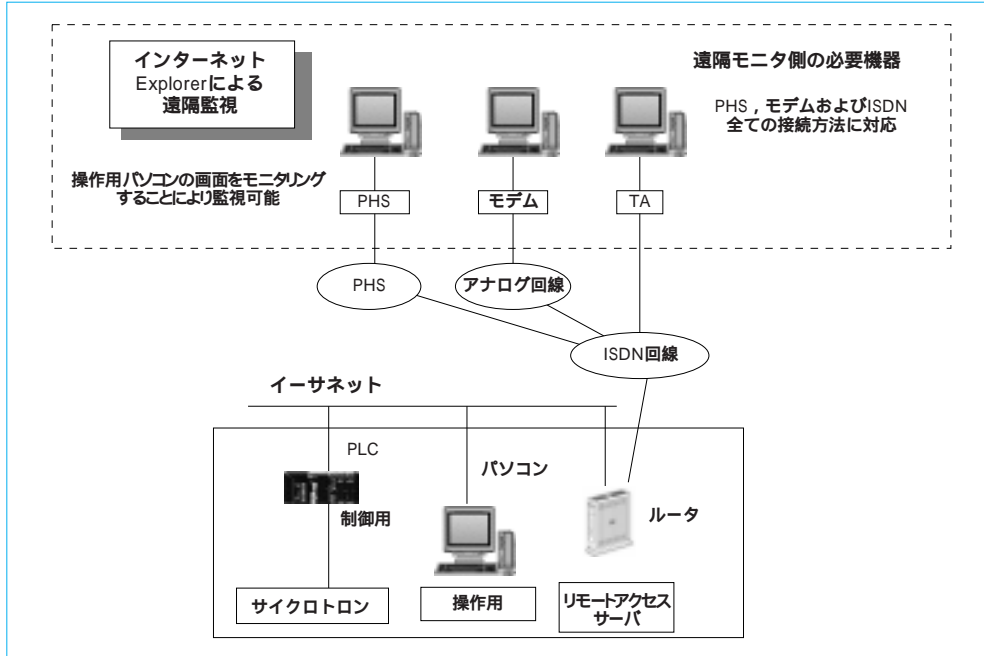 インターネット
Explorerによる
遠隔監視
遠隔モニタ側の必要機器
PHS，モデムおよびISDN
全ての接続方法に対応
操作用パソコンの画面をモニタリング
することにより監視可能
PHS
モデム
TA
PHS
アナログ回線
ISDN回線
イーサネット
PLC
制御用
パソコン
ルータ
サイクロトロン
操作用
リモートアクセス
サーバ